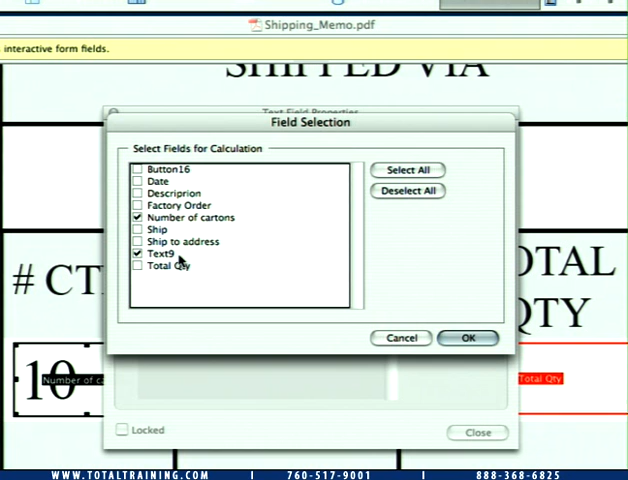 Shipping_Memo.pdf
interactive form fields.
SHIPPED VIA
Text Field Properties
Field Selection
Select Fields for Calculation
Button16
Date
Descriprion
Factory Order
Number of cartons
Ship
Ship to address
Text9
Total Qty
Select All
Deselect All
Cancel
OK
# CT
OTAL
QTY
10
Number of ca
Total Qty
Locked
Close
WWW.TOTALTRAINING.COM | 760-517-9001 | 888-368-6825